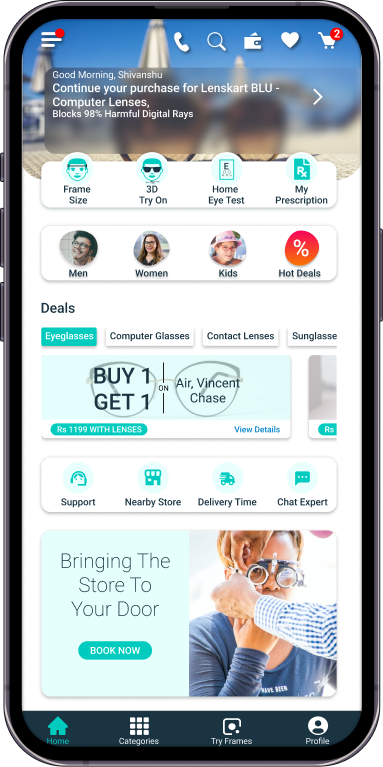 2
Good Morning, Shivanshu
Continue your purchase for Lenskart BLU -
Computer Lenses,
Blocks 98% Harmful Digital Rays
E
Rx
Frame
Size
3D
Try On
Home
Eye Test
My
Prescription
%
Men
Women
Kids
Hot Deals
Deals
Eyeglasses
Computer Glasses
Contact Lenses
Sunglasse
BUY 1
GET 1
ON
Air, Vincent
Chase
Rs 1199 WITH LENSES
View Details
Rs
Support
Nearby Store
Delivery Time
Chat Expert
Bringing The
Store To
Your Door
BOOK NOW
HAVE BEEN
Home
Categories
Try Frames
Profile